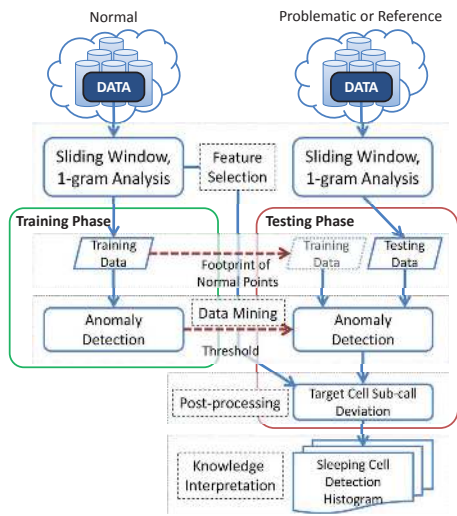 Normal
Problematic or Reference
DATA
DATA
Sliding Window,
1-gram Analysis
Feature
Selection
Sliding Window,
1-gram Analysis
Training Phase
Testing Phase
Training
Data
Footprint of
Normal Points
Training
Data
Testing
Data
Anomaly
Detection
Data Mining
Threshold
Anomaly
Detection
Post-processing
Target Cell Sub-call
Deviation
Knowledge
Interpretation
Sleeping Cell
Detection
Histogram